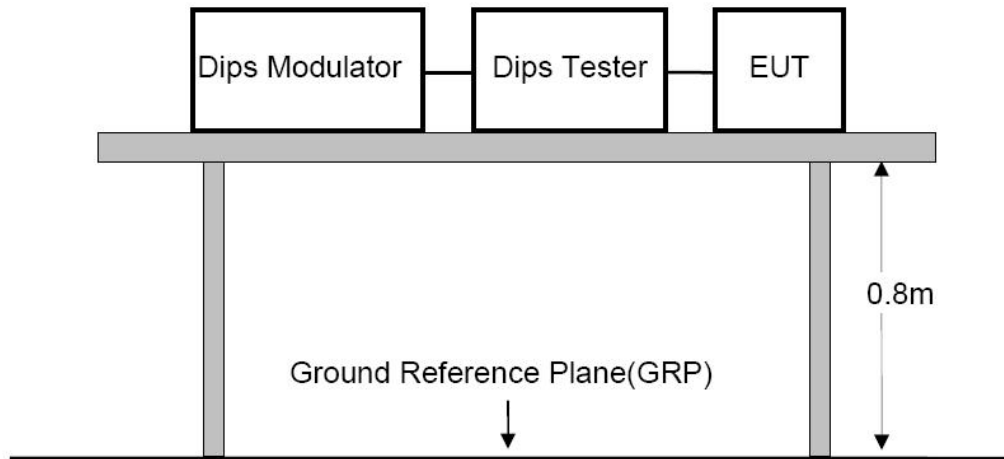 Dips Modulator
Dips Tester
EUT
0.8m
Ground Reference Plane(GRP)